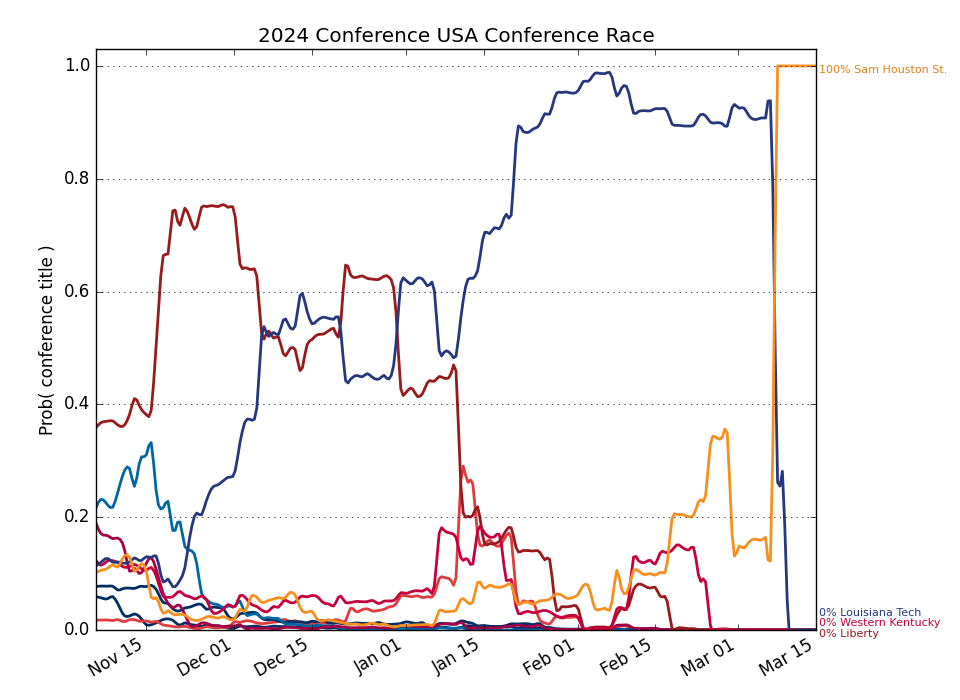 2024 Conference USA Conference Race
Prob( conference title )
1.0
0.8
0.6
0.4
0.2
0.0
Nov 15
Dec 01
Dec 15
Jan 01
Jan 15
Feb 01
Feb 15
Mar 01
Mar 15
100% Sam Houston St.
0% Louisiana Tech
0% Western Kentucky
0% Liberty